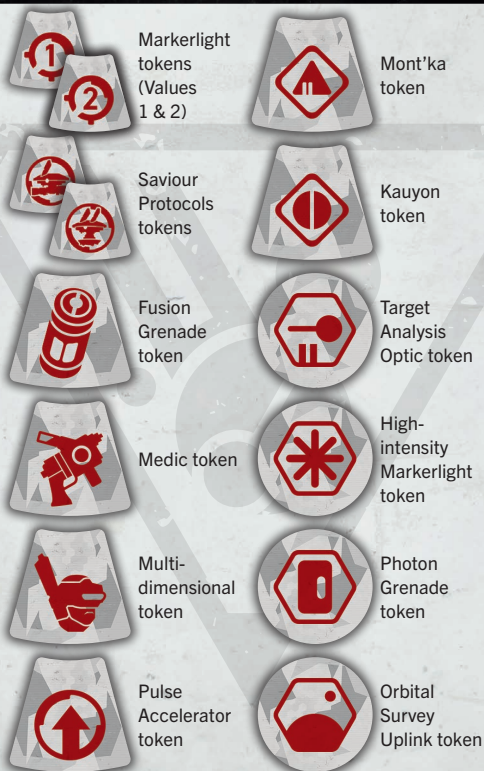 1
2
Markerlight
tokens
(Values
1 & 2)
Saviour
Protocols
tokens
Fusion
Grenade
token
Medic token
Multi-
dimensional
token
Pulse
Accelerator
token
Mont'ka
token
Kauyon
token
Target
Analysis
Optic token
High-
intensity
Markerlight
token
Photon
Grenade
token
Orbital
Survey
Uplink token